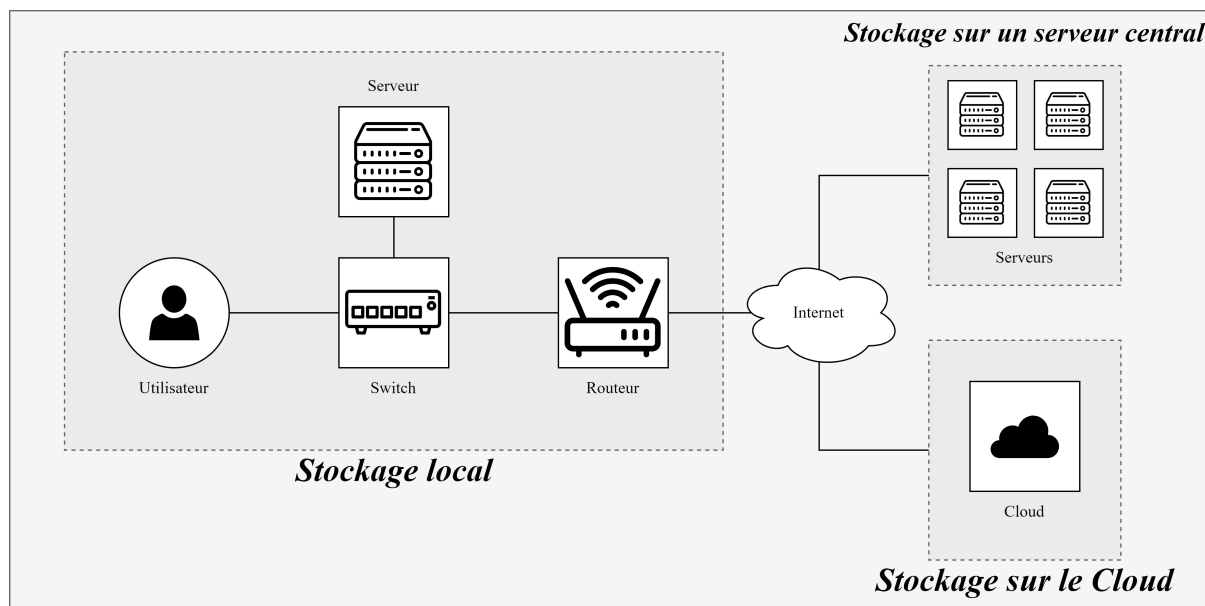 Stockage sur un serveur central
Serveur
Serveurs
Internet
Utilisateur
Switch
Routeur
Stockage local
Cloud
Stockage sur le Cloud